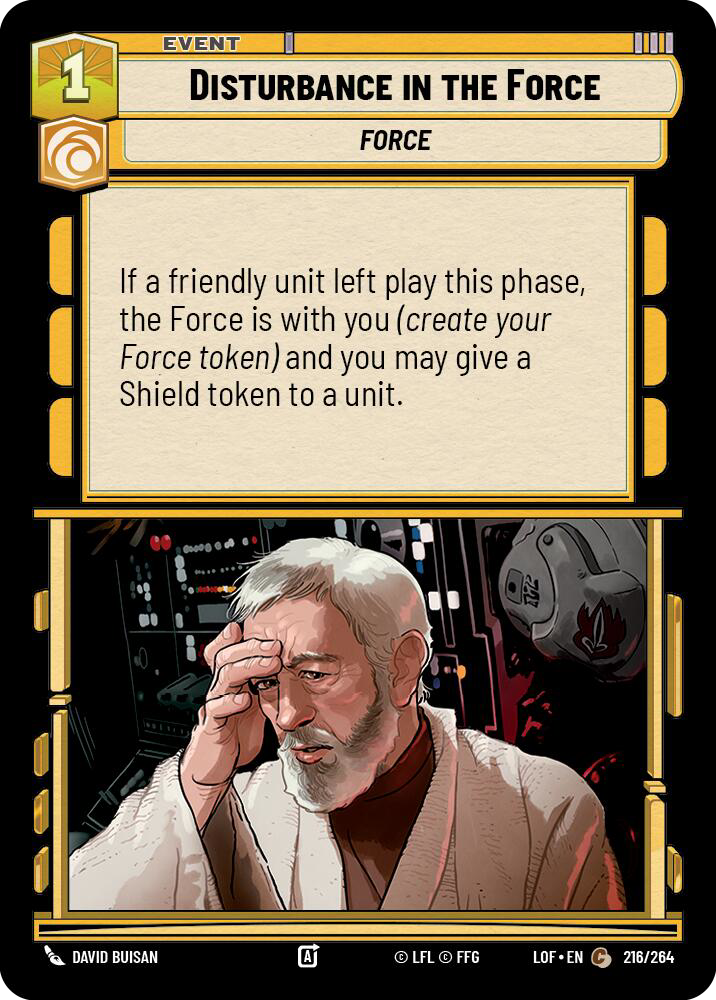 EVENT
1
DISTURBANCE IN THE FORCE
FORCE
If a friendly unit left play this phase,
the Force is with you (create your
Force token) and you may give a
Shield token to a unit.
DAVID BUISAN
A
© LFL © FFG
LOF • EN
C
216/264